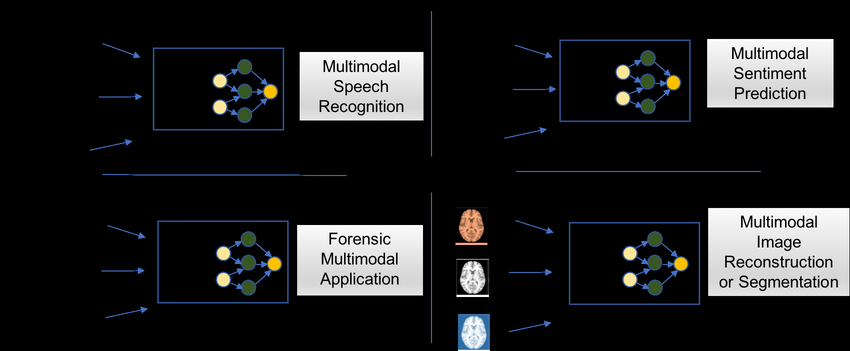 Multimodal
Speech
Recognition
Multimodal
Sentiment
Prediction
Forensic
Multimodal
Application
Multimodal
Image
Reconstruction
or Segmentation